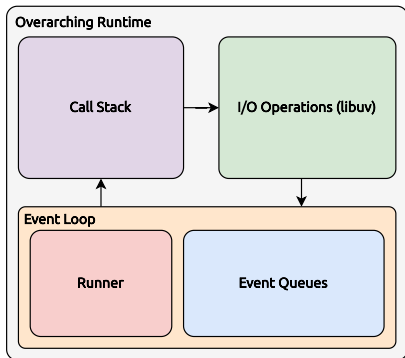 Overarching Runtime
Call Stack
I/O Operations (libuv)
Event Loop
Runner
Event Queues